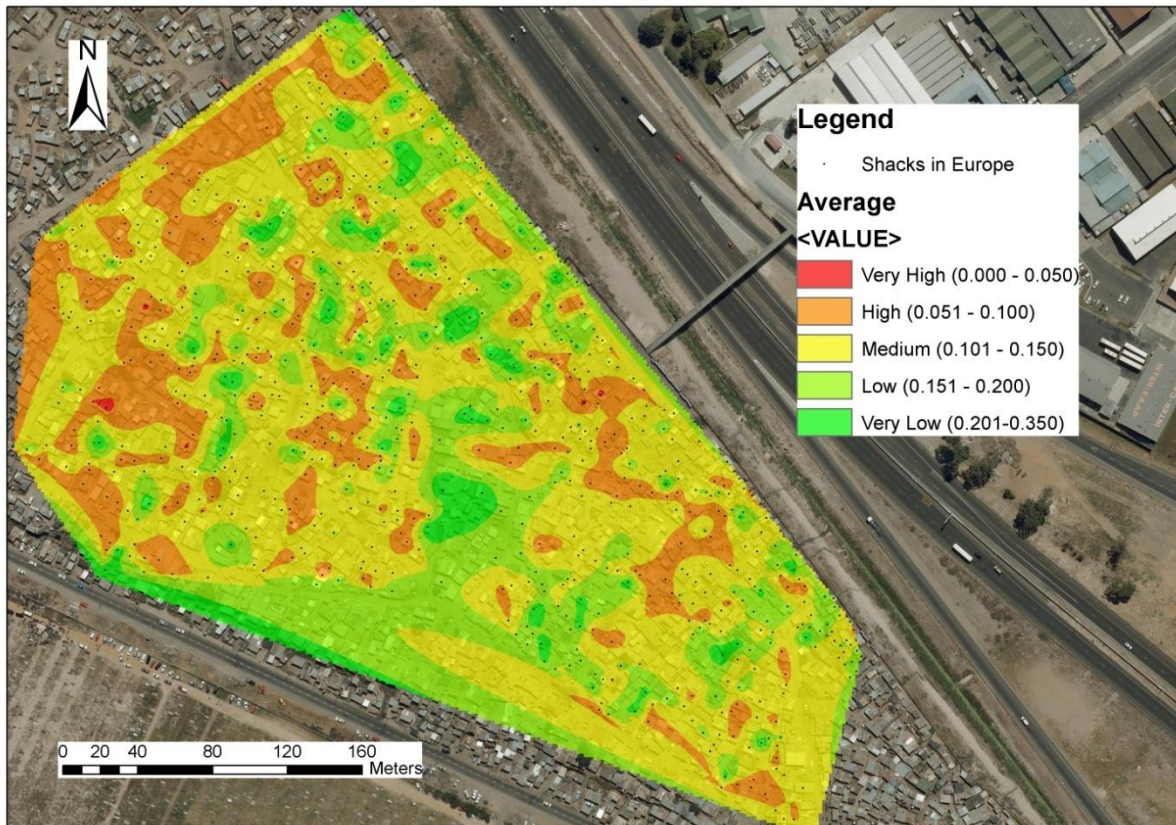 N
Legend
Shacks in Europe
Average
<VALUE>
Very High (0.000 - 0.050)
High (0.051 - 0.100)
Medium (0.101 - 0.150)
Low (0.151 - 0.200)
Very Low (0.201-0.350)
0 20 40 80 120 160
Meters